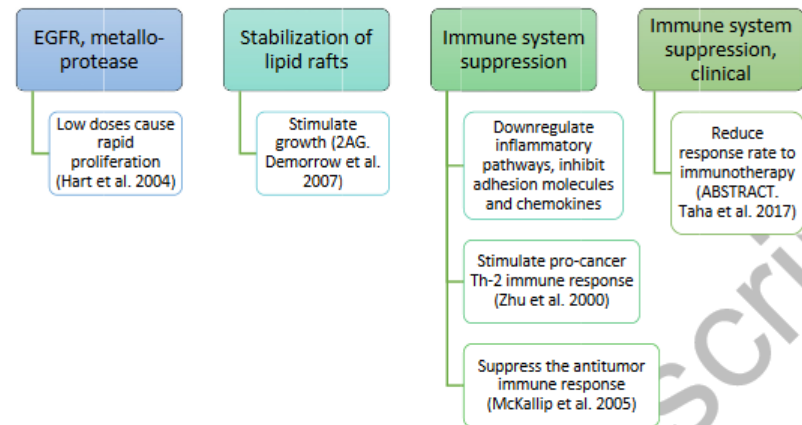 EGFR, metallo-
protease
Low doses cause
rapid
proliferation
(Hart et al. 2004)
Stabilization of
lipid rafts
Stimulate
growth (2AG.
Demorrow et al.
2007)
Immune system
suppression
Downregulate
inflammatory
pathways, inhibit
adhesion molecules
and chemokines
Stimulate pro-cancer
Th-2 immune response
(Zhu et al. 2000)
Suppress the antitumor
immune response
(McKallip et al. 2005)
Immune system
suppression,
clinical
Reduce
response rate to
immunotherapy
(ABSTRACT.
Taha et al. 2017)
scri